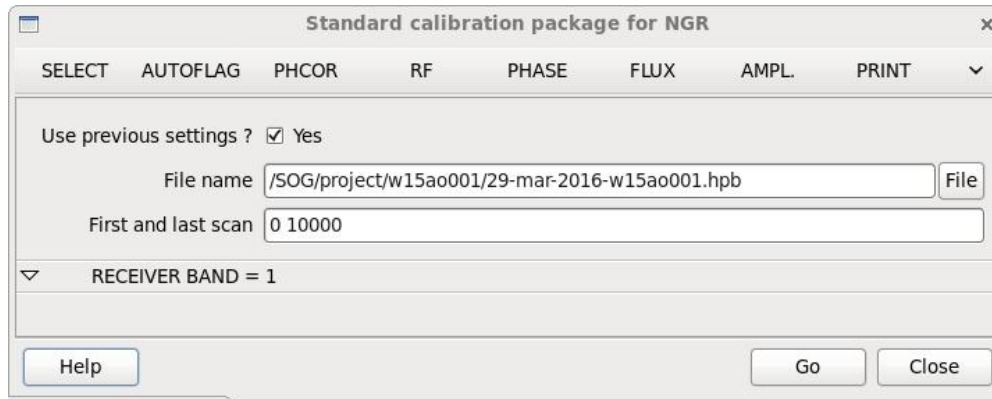 Standard calibration package for NGR
SELECT AUTOFLAG PHCOR RF PHASE FLUX AMPL. PRINT
Use previous settings ? Yes
File name /SOG/project/w15ao001/29-mar-2016-w15ao001.hpb File
First and last scan 0 10000
RECEIVER BAND = 1
Help Go Close